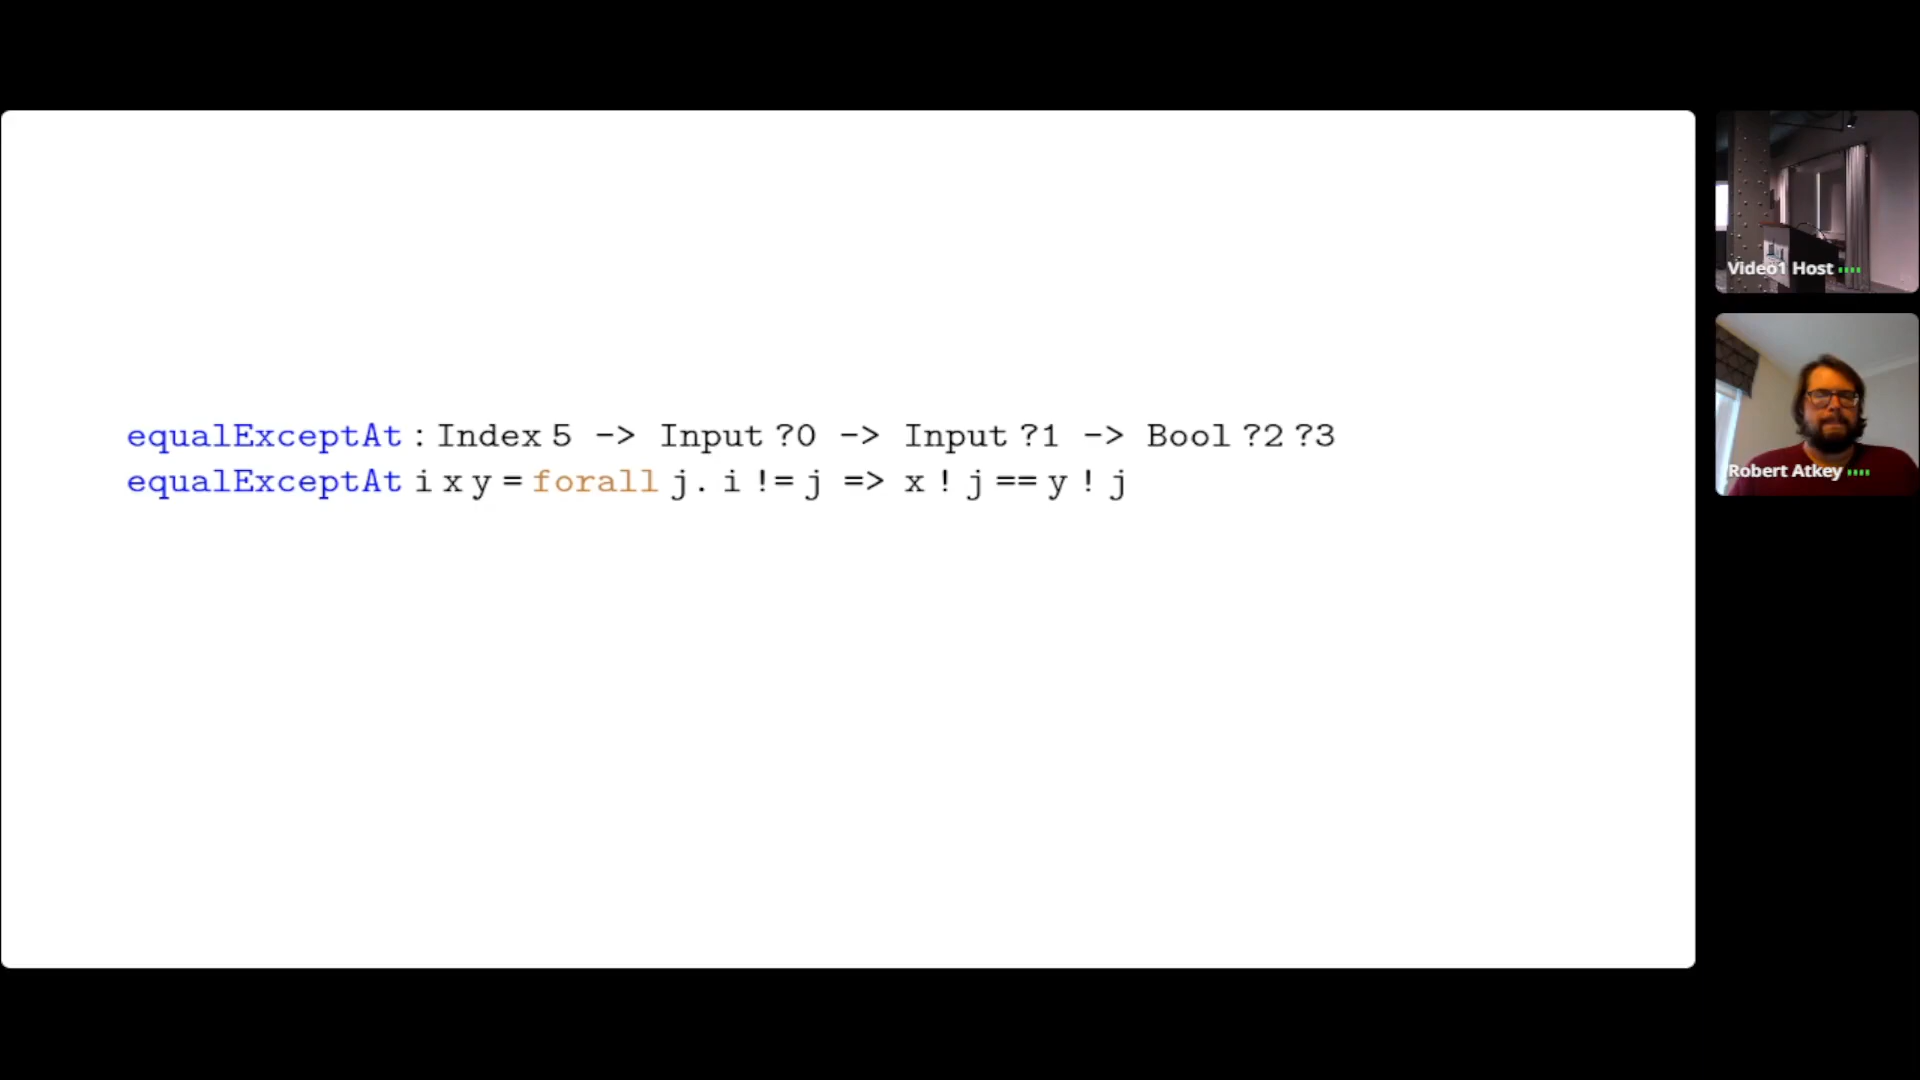 equalExceptAt : Index 5 -> Input ?0 -> Input ?1 -> Bool ?2 ?3
equalExceptAt i x y = forall j. i != j => x ! j == y ! j
Video1 Host
Robert Atkey